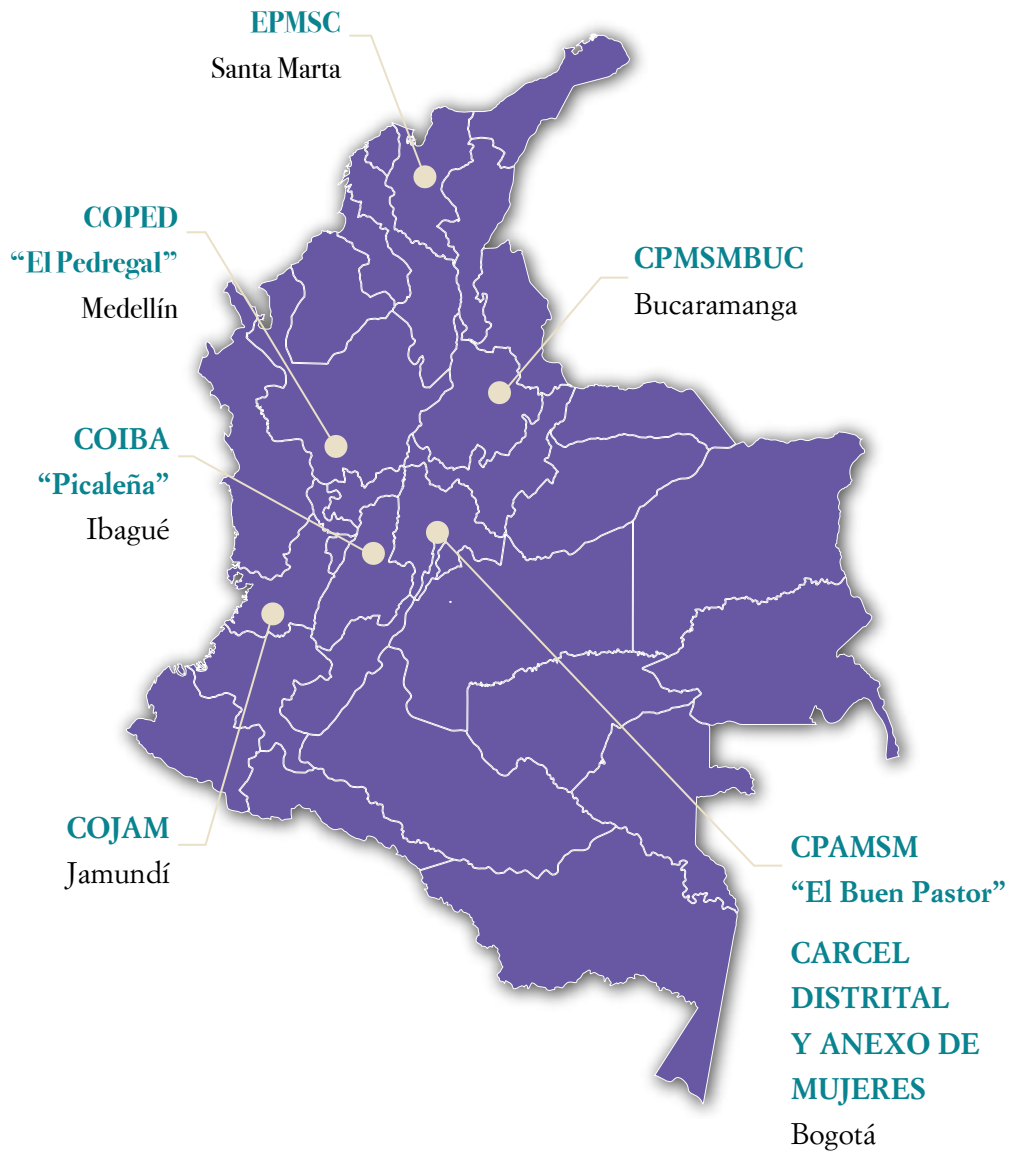 EPMSC
Santa Marta
COPED
“El Pedregal”
Medellín
CPMSMBUC
Bucaramanga
COIBA
“Picaleña”
Ibagué
COJAM
Jamundí
CPAMSM
“El Buen Pastor”
CARCEL
DISTRITAL
Y ANEXO DE
MUJERES
Bogotá